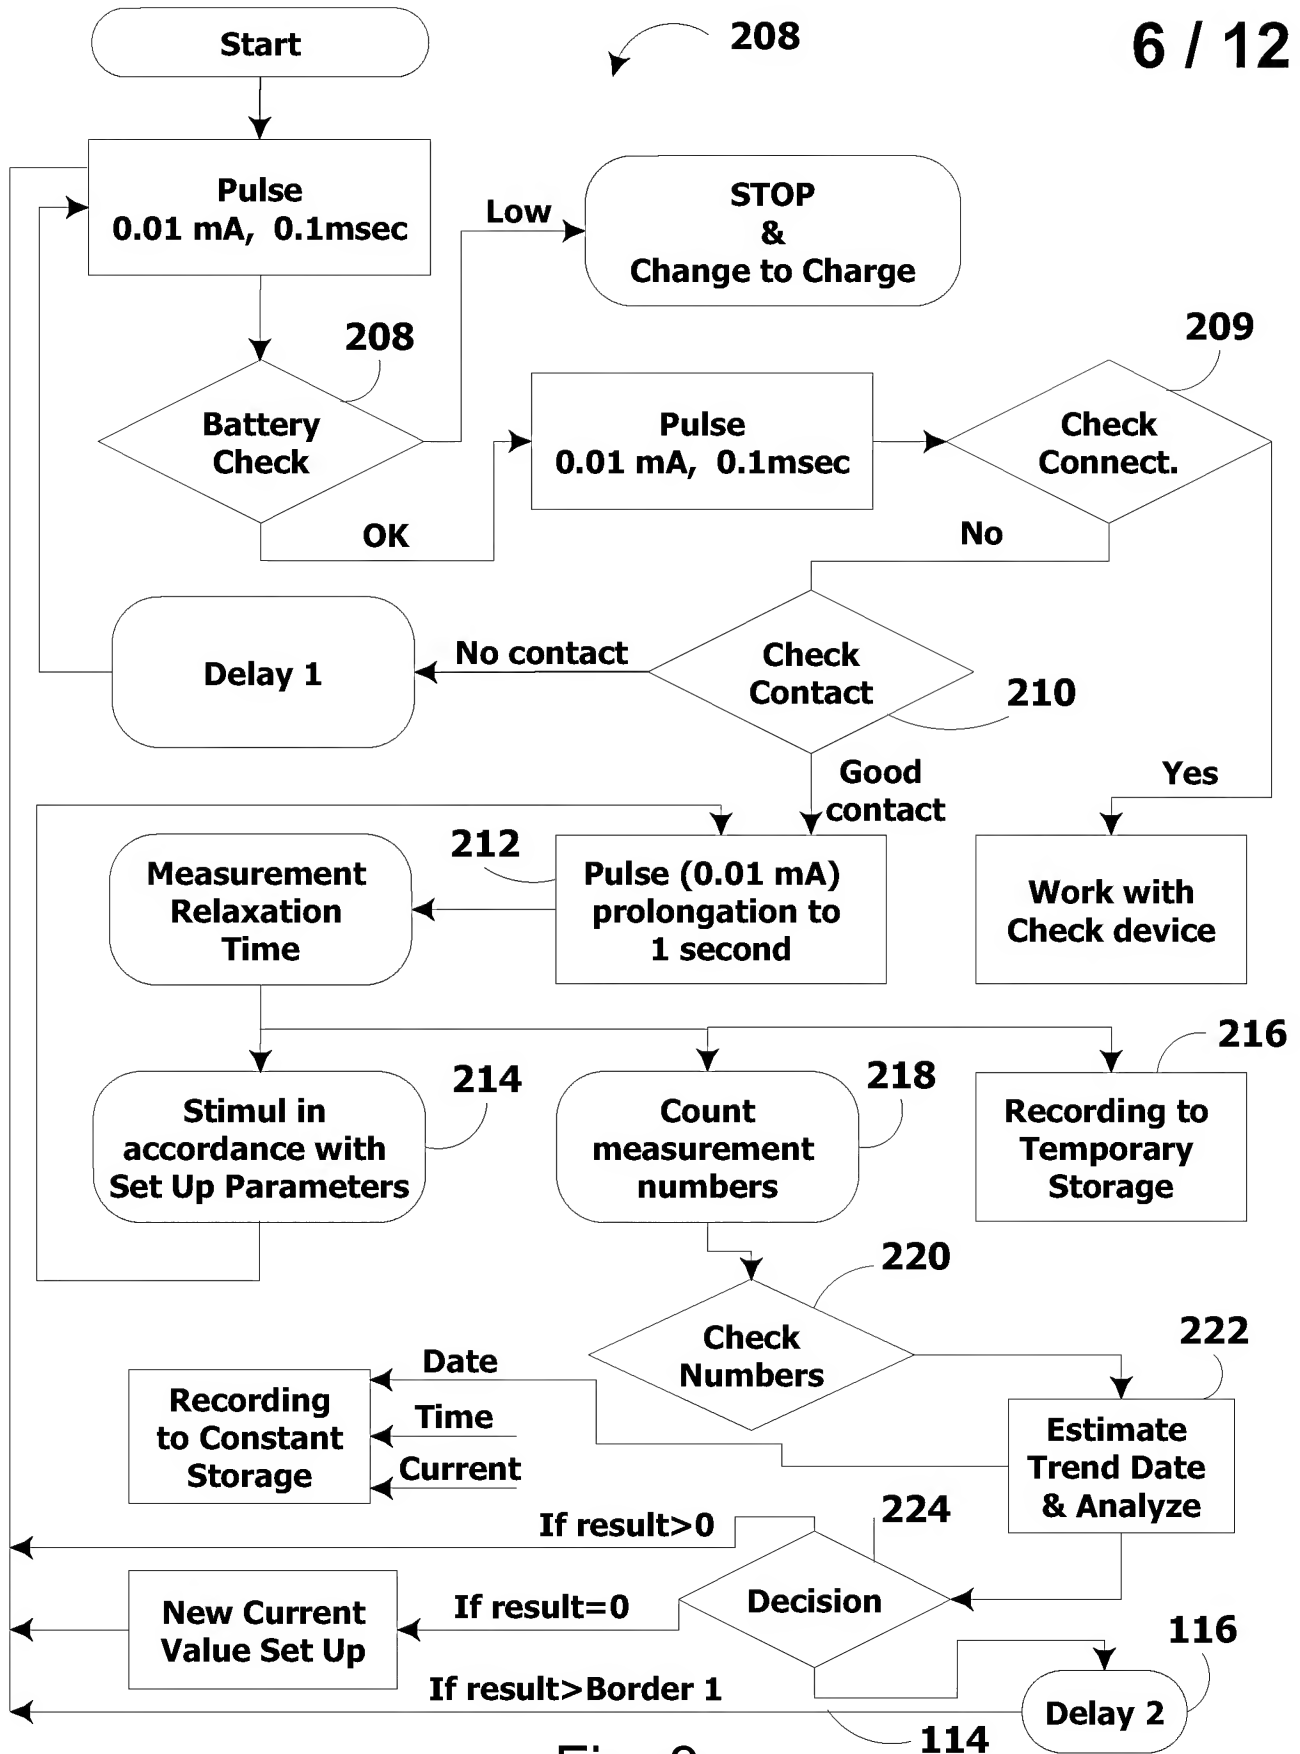 Start
208
6 / 12
Pulse
0.01 mA, 0.1msec
Low
STOP
&
Change to Charge
208
209
Battery
Check
Pulse
0.01 mA, 0.1msec
Check
Connect.
OK
No
Delay 1
No contact
Check
Contact
210
Good
contact
Yes
212
Measurement
Relaxation
Time
Pulse (0.01 mA)
prolongation to
1 second
Work with
Check device
214
218
216
Stimul in
accordance with
Set Up Parameters
Count
measurement
numbers
Recording to
Temporary
Storage
220
Check
Numbers
222
Date
Time
Current
Recording
to Constant
Storage
Estimate
Trend Date
& Analyze
If result>0
224
Decision
If result=0
New Current
Value Set Up
116
If result>Border 1
Delay 2
114